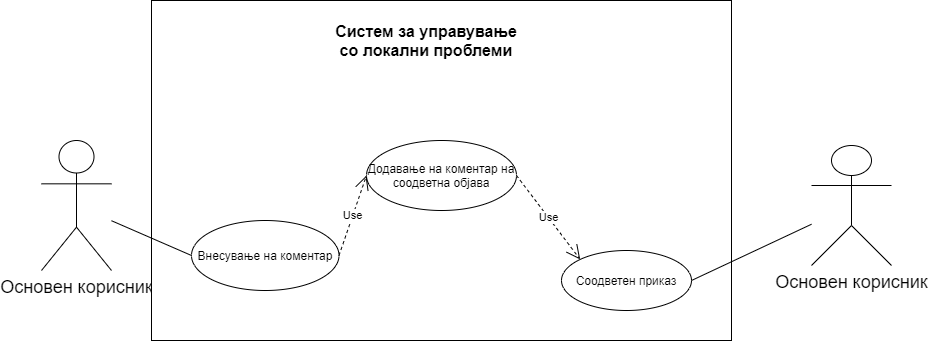 Систем за управување
со локални проблеми
Додавање на коментар на
соодветна објава
Use
Use
Внесување на коментар
Соодветен приказ
Основен корисник
Основен корисник